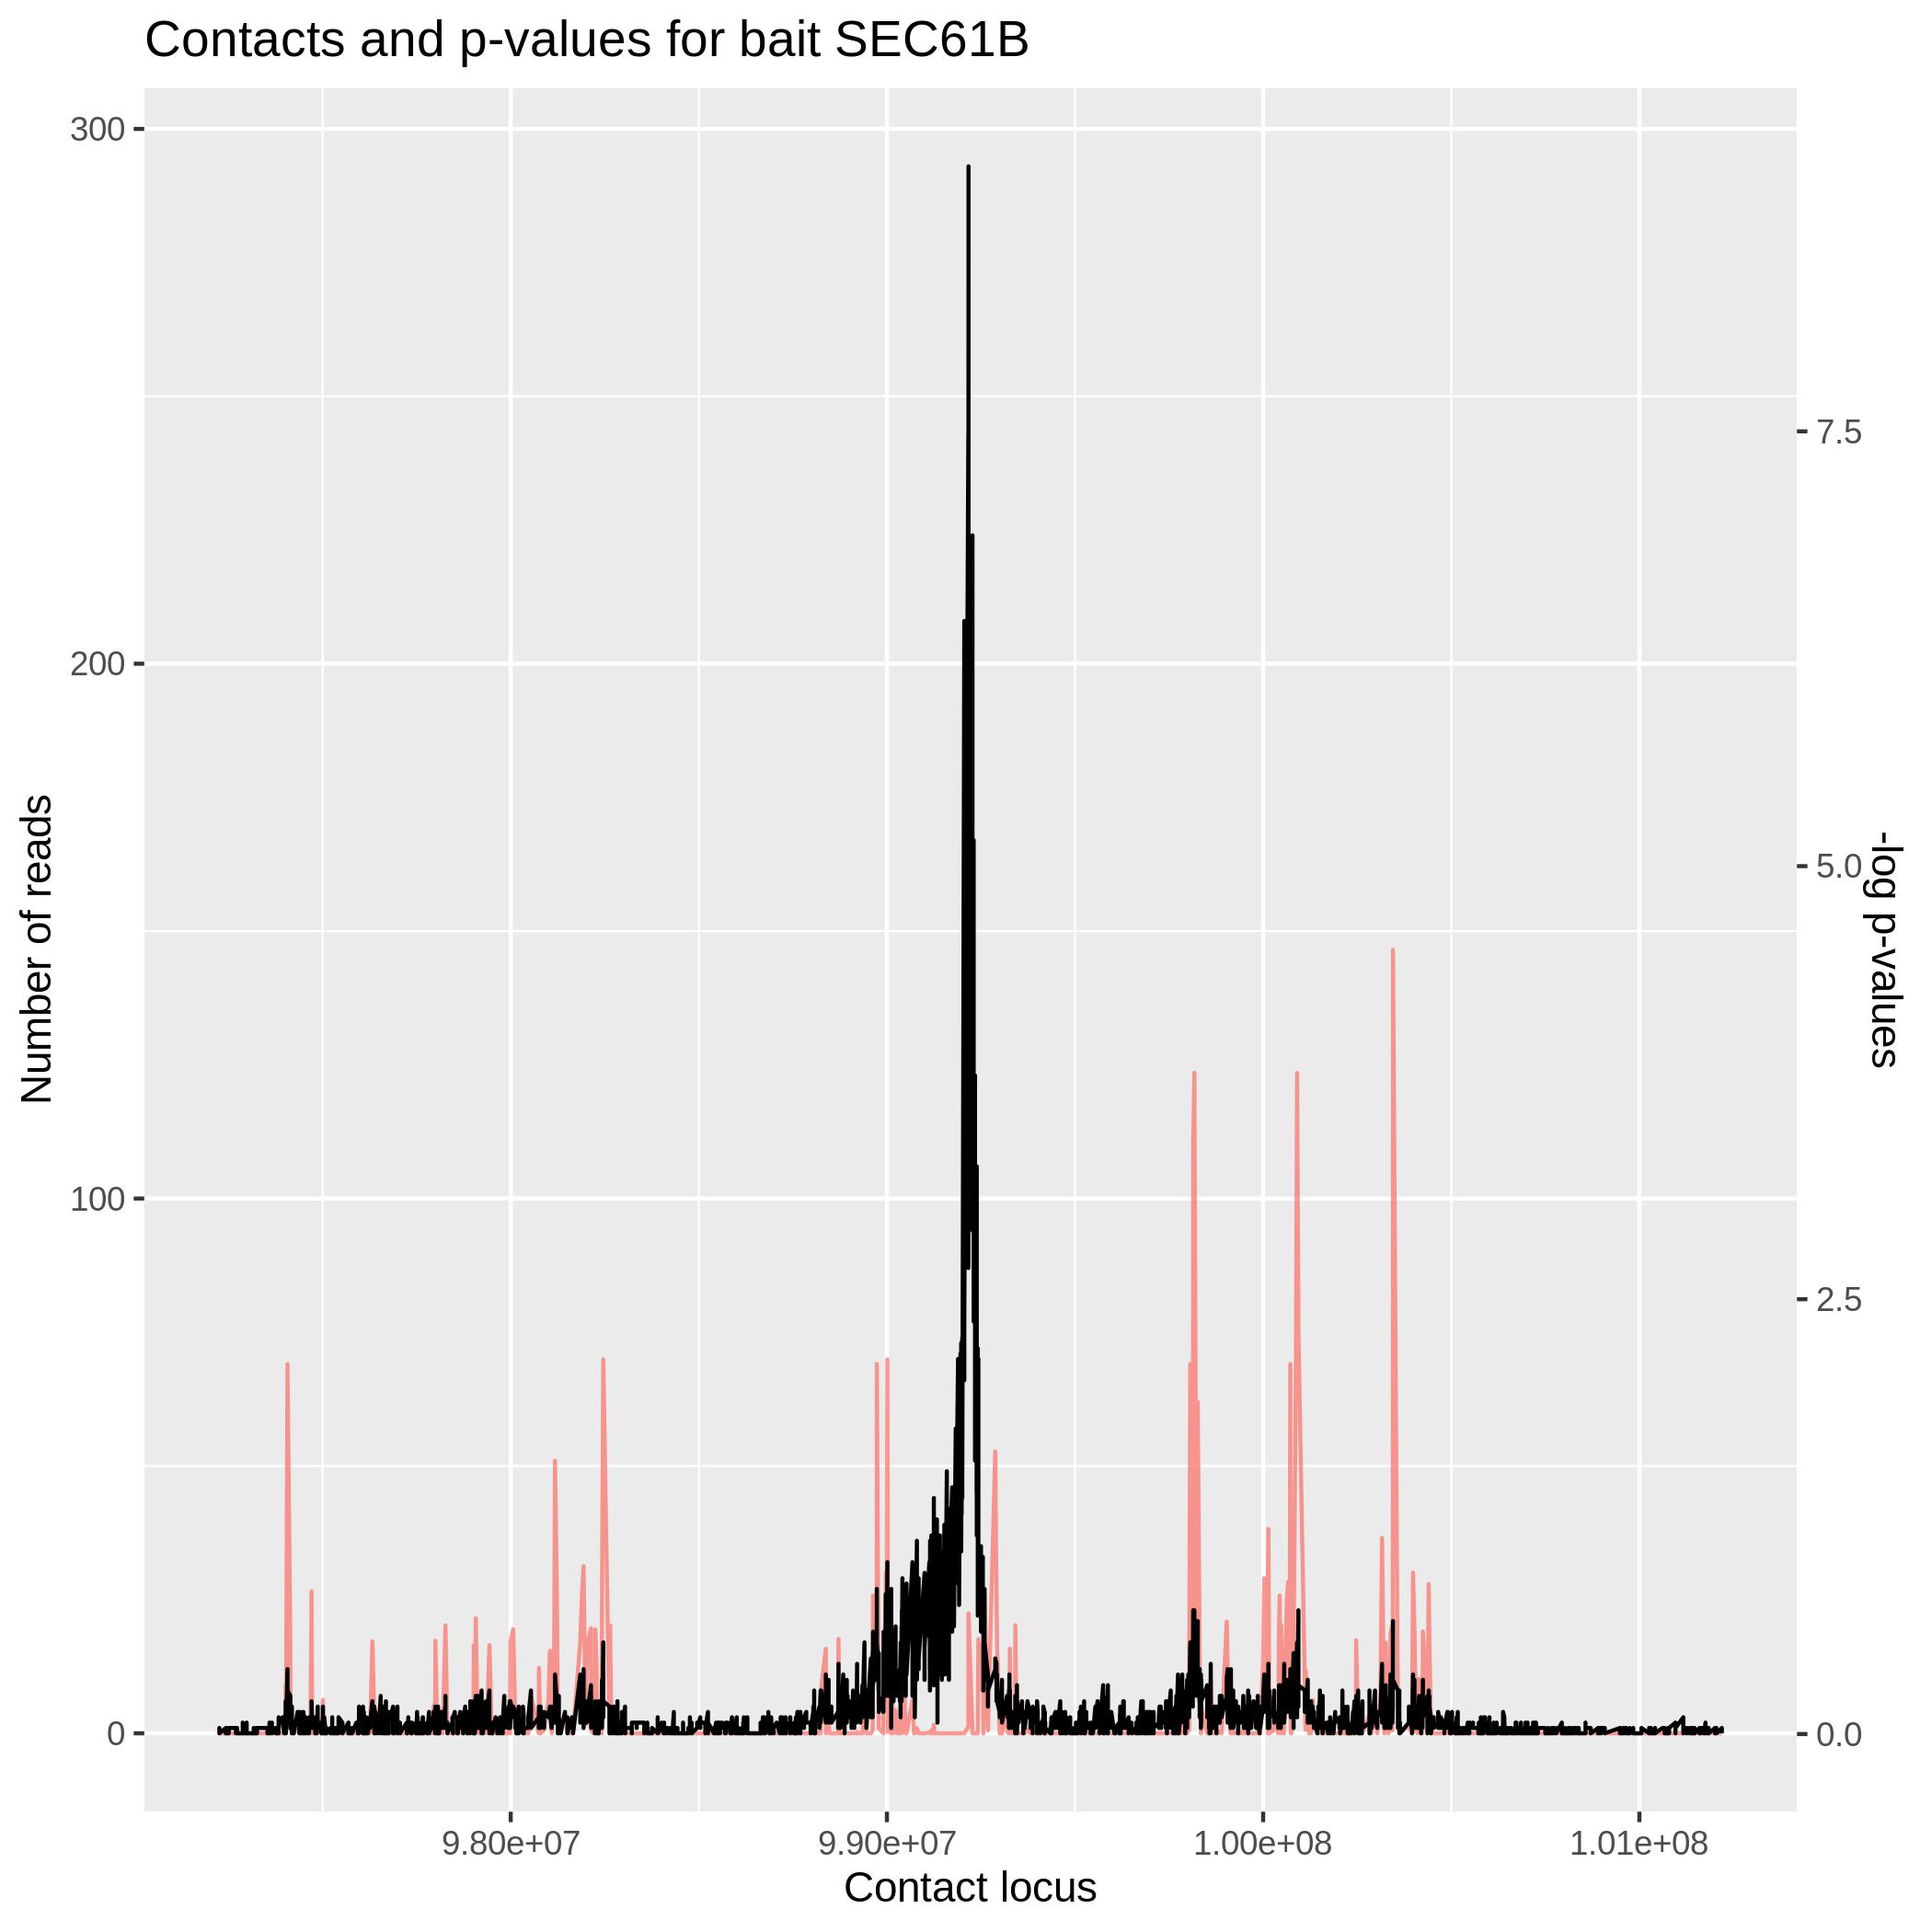 Contacts and p-values for bait SEC61B
300
200
100
0
Number of reads
7.5
5.0
2.5
0.0
-log p-values
9.80e+07
9.90e+07
1.00e+08
1.01e+08
Contact locus